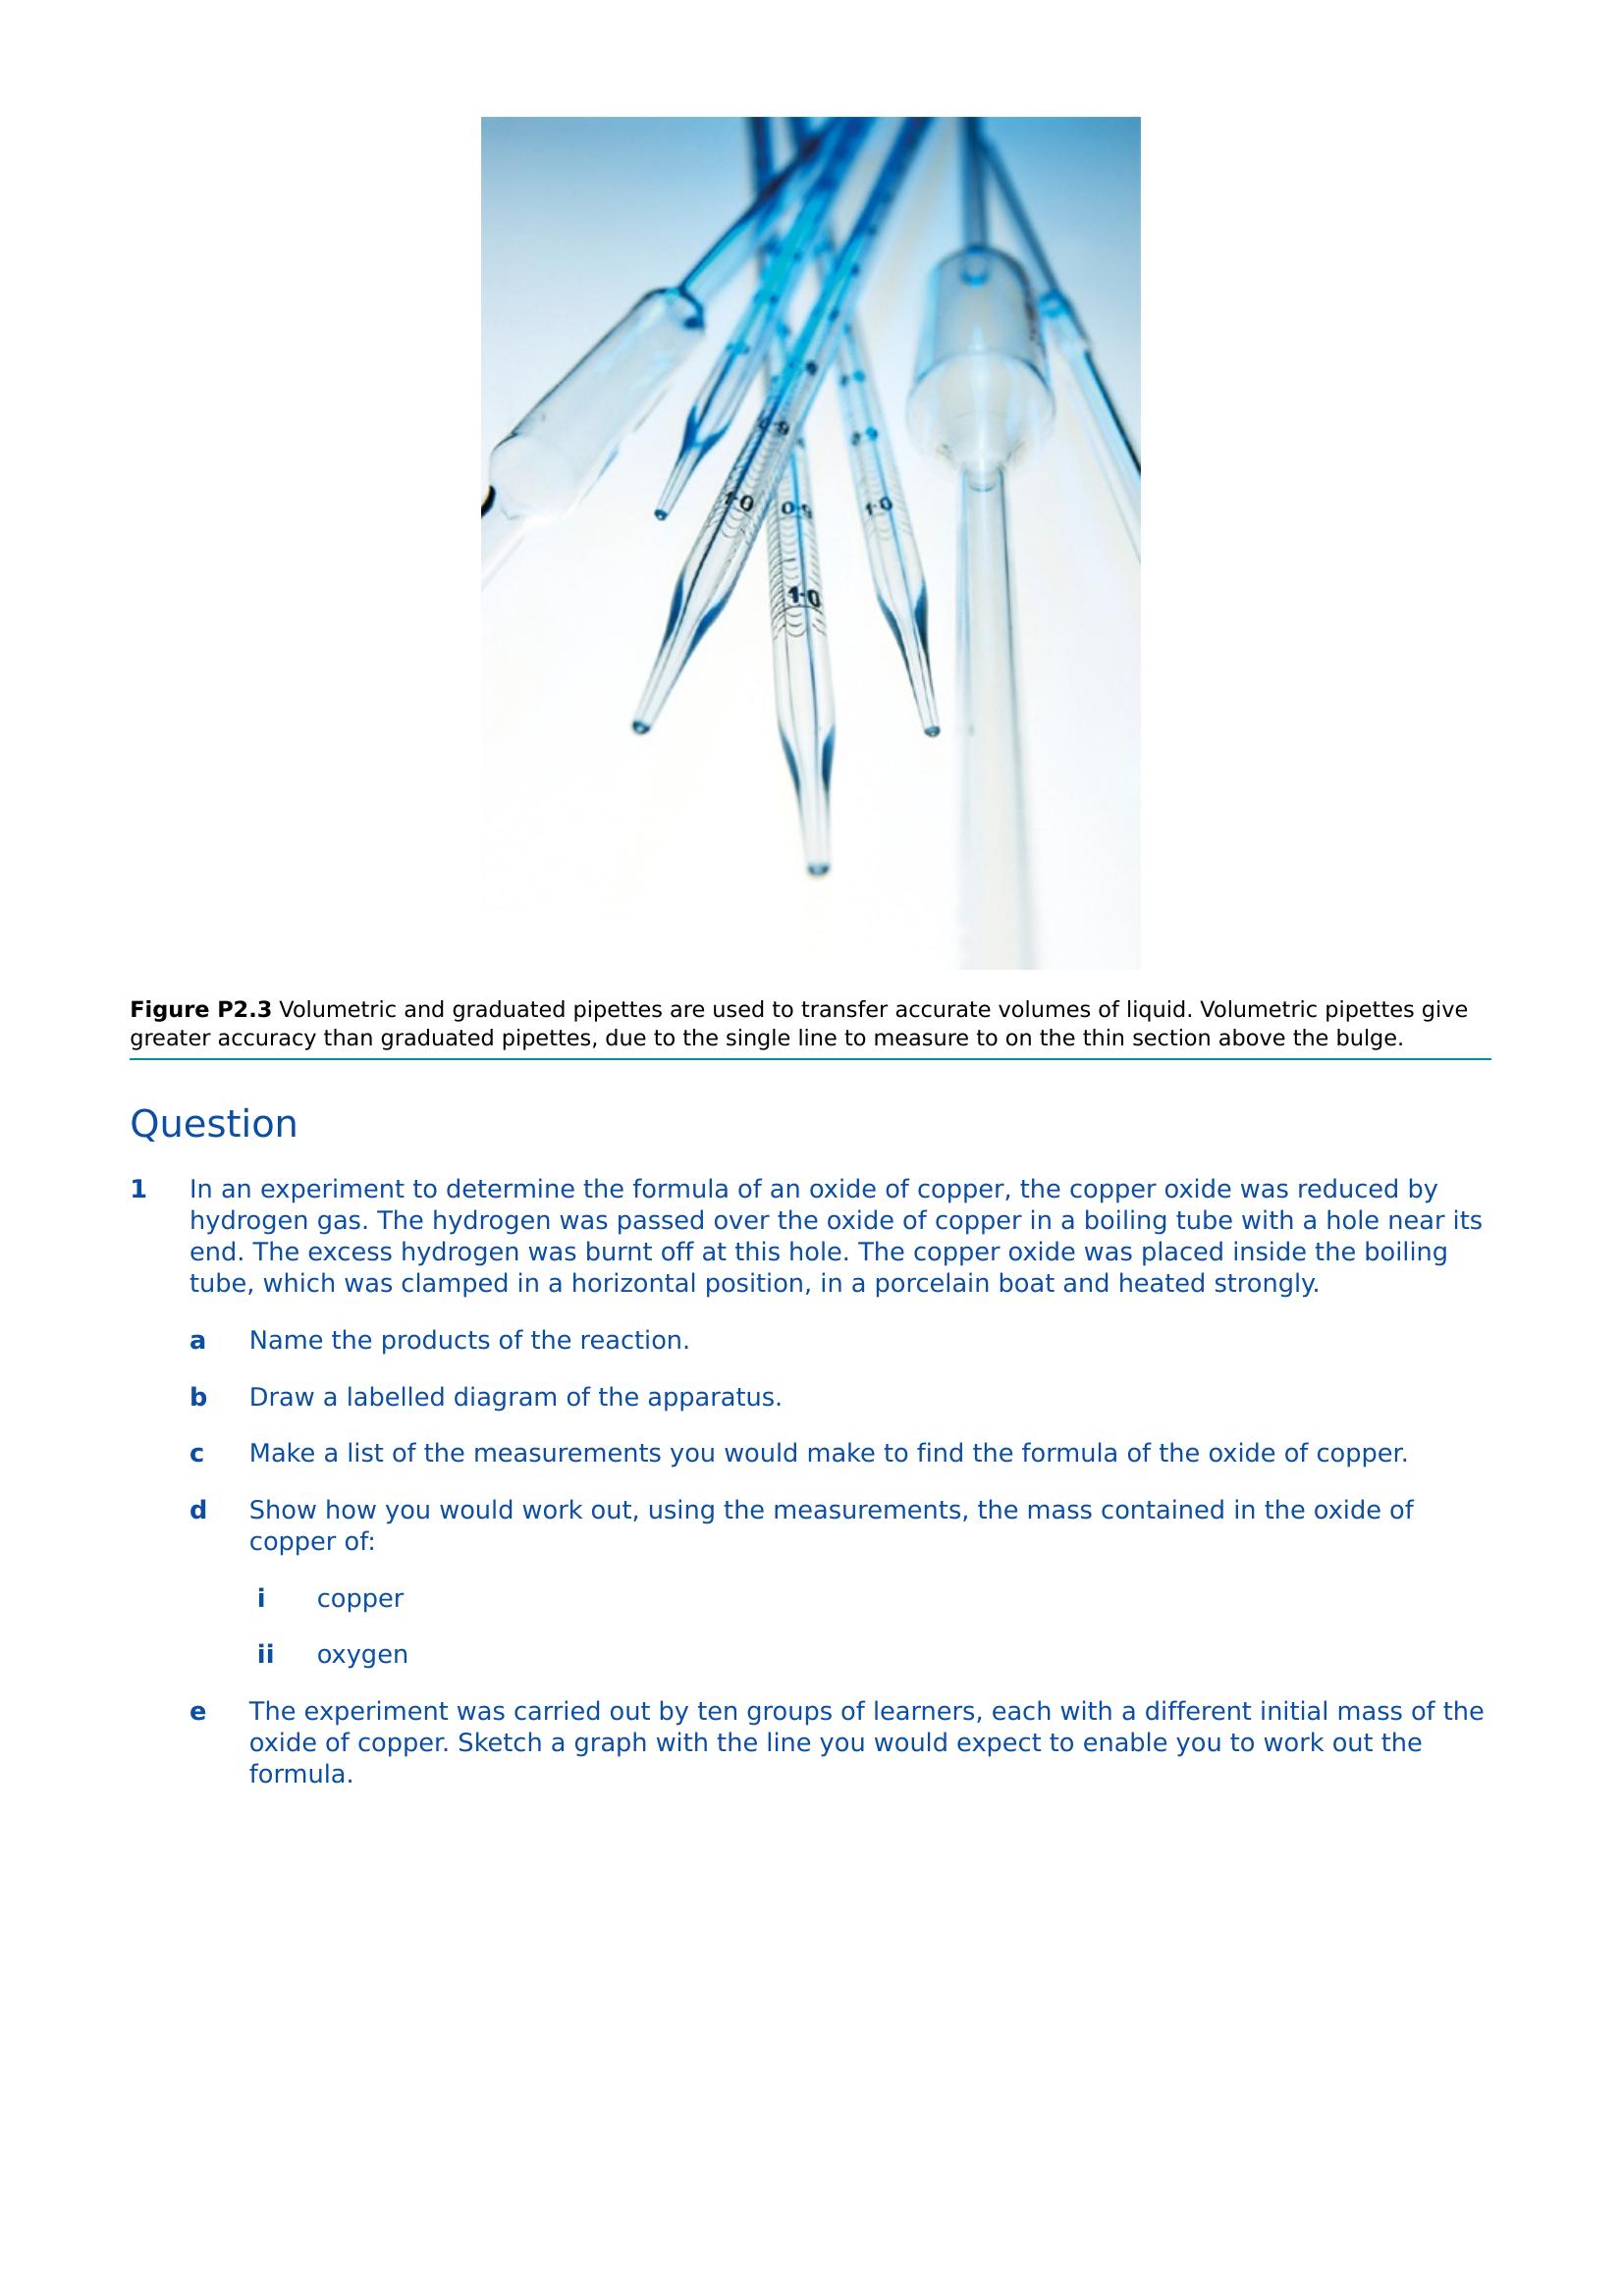 1·0
0·9
1·0
1·0
Figure P2.3 Volumetric and graduated pipettes are used to transfer accurate volumes of liquid. Volumetric pipettes give
greater accuracy than graduated pipettes, due to the single line to measure to on the thin section above the bulge.
Question
1 In an experiment to determine the formula of an oxide of copper, the copper oxide was reduced by
hydrogen gas. The hydrogen was passed over the oxide of copper in a boiling tube with a hole near its
end. The excess hydrogen was burnt off at this hole. The copper oxide was placed inside the boiling
tube, which was clamped in a horizontal position, in a porcelain boat and heated strongly.
a Name the products of the reaction.
b Draw a labelled diagram of the apparatus.
c Make a list of the measurements you would make to find the formula of the oxide of copper.
d Show how you would work out, using the measurements, the mass contained in the oxide of
copper of:
i copper
ii oxygen
e The experiment was carried out by ten groups of learners, each with a different initial mass of the
oxide of copper. Sketch a graph with the line you would expect to enable you to work out the
formula.